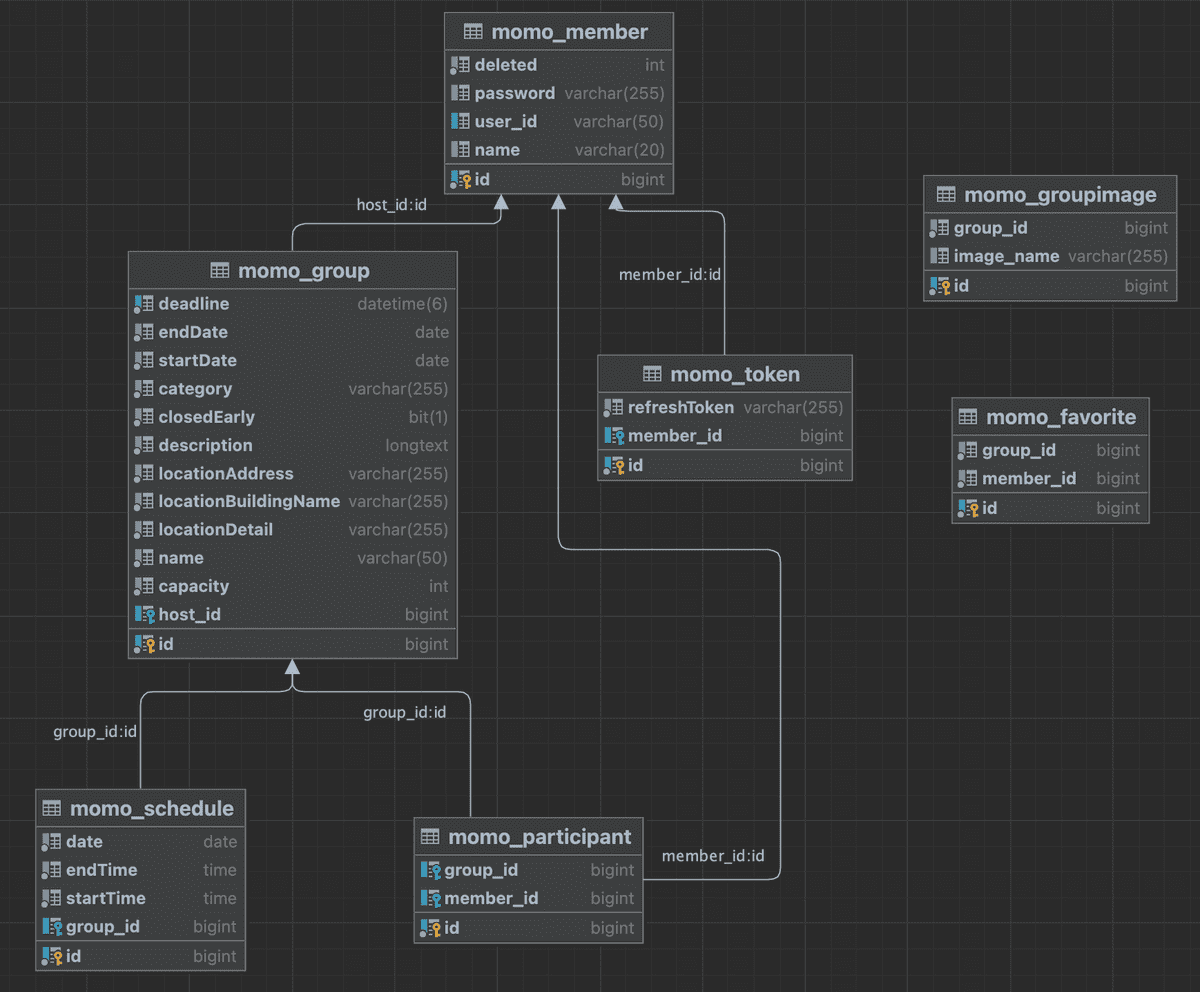 momo_member
deleted int
password varchar(255)
user_id varchar(50)
name varchar(20)
id bigint
host_id:id
member_id:id
momo_groupimage
group_id bigint
image_name varchar(255)
id bigint
momo_group
deadline datetime(6)
endDate date
startDate date
category varchar(255)
closedEarly bit(1)
description longtext
locationAddress varchar(255)
locationBuildingName varchar(255)
locationDetail varchar(255)
name varchar(50)
capacity int
host_id bigint
id bigint
momo_token
refreshToken varchar(255)
member_id bigint
id bigint
momo_favorite
group_id bigint
member_id bigint
id bigint
group_id:id
group_id:id
momo_schedule
date date
endTime time
startTime time
group_id bigint
id bigint
momo_participant
group_id bigint
member_id bigint
id bigint
member_id:id